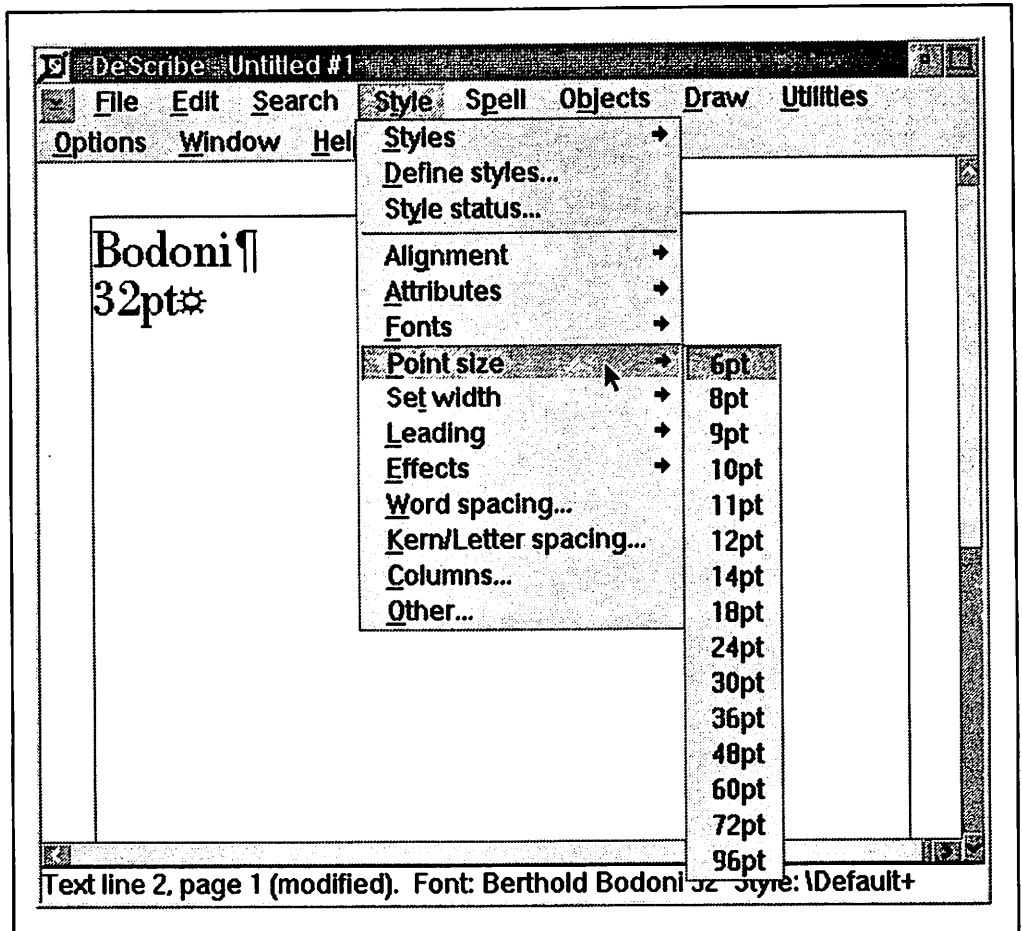 DeScribe - Untitled #1
File Edit Search Style Spell Objects Draw Utilities
Options Window Hel
Styles
Define styles...
Style status...
Alignment
Attributes
Fonts
Point size
Set width
Leading
Effects
Word spacing...
Kern/Letter spacing...
Columns...
Other...
6pt
8pt
9pt
10pt
11pt
12pt
14pt
18pt
24pt
30pt
36pt
48pt
60pt
72pt
96pt
Bodoni¶
32pt¤
Text line 2, page 1 (modified). Font: Berthold Bodoni 32 Style: \Default+